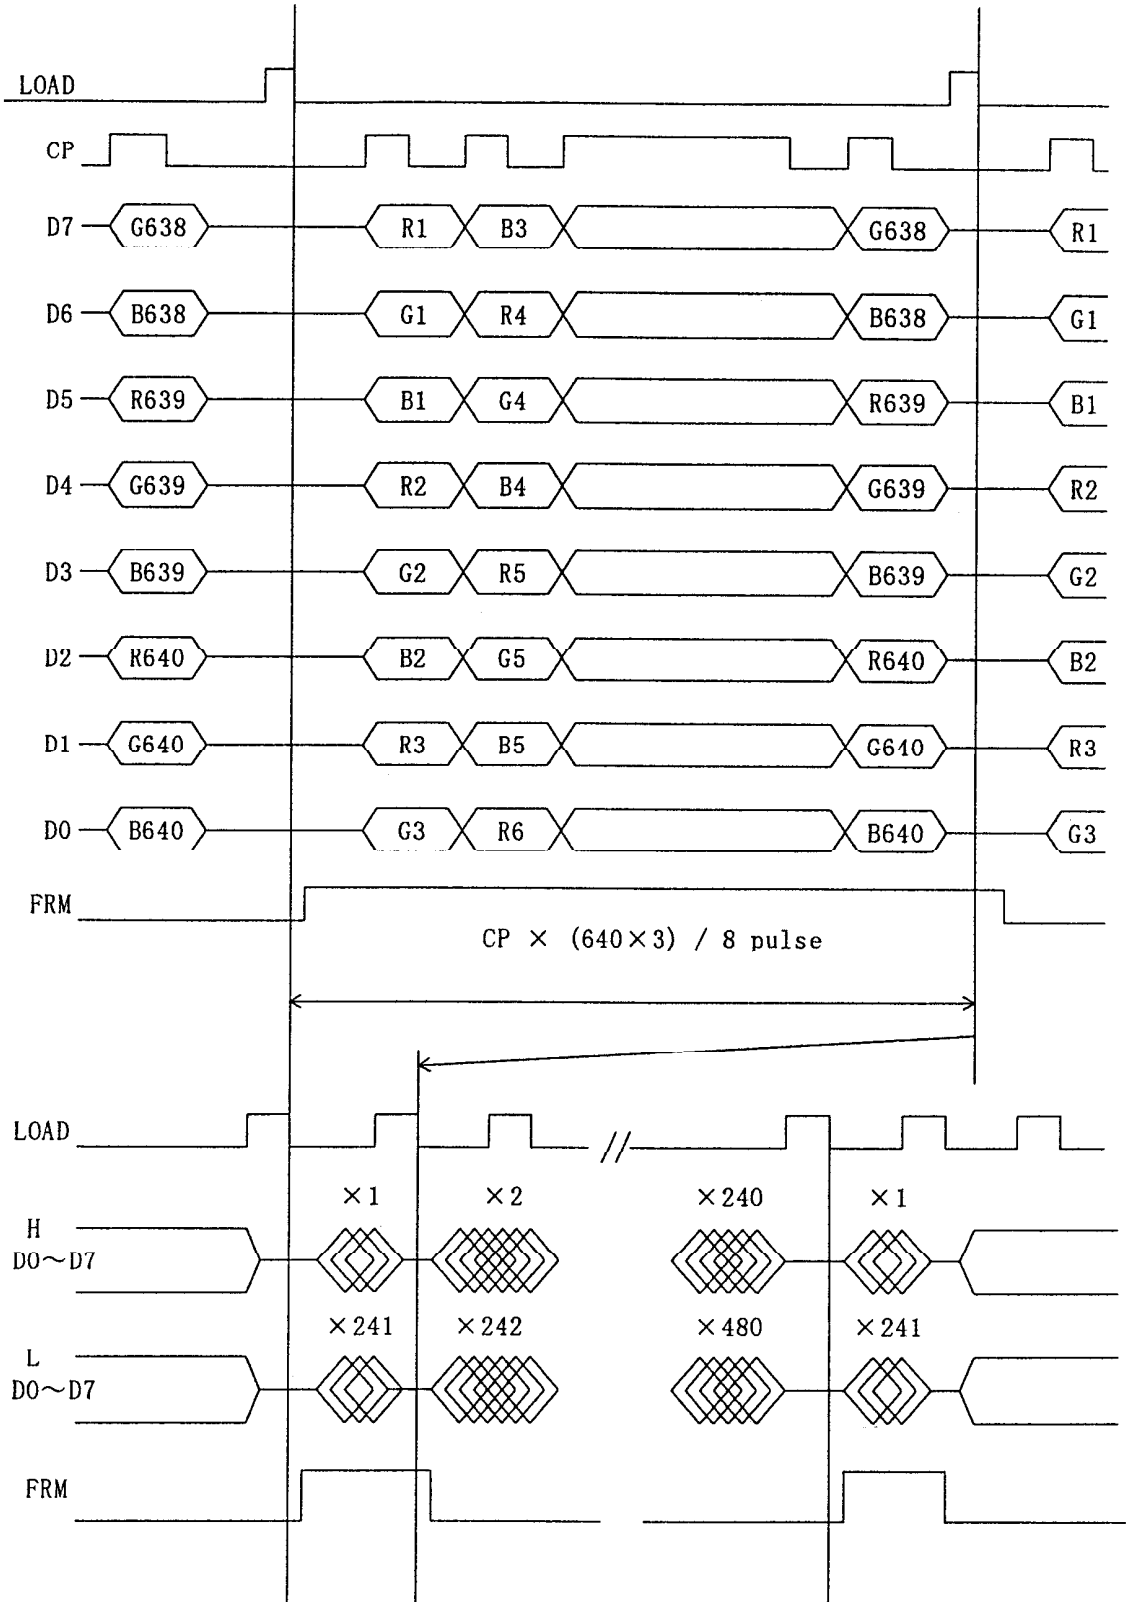 LOAD
CP
D7 G638 R1 B3 G638 R1
D6 B638 G1 R4 B638 G1
D5 R639 B1 G4 R639 B1
D4 G639 R2 B4 G639 R2
D3 B639 G2 R5 B639 G2
D2 R640 B2 G5 R640 B2
D1 G640 R3 B5 G640 R3
D0 B640 G3 R6 B640 G3
FRM
CP × (640×3) / 8 pulse
LOAD //
×1 ×2 ×240 ×1
H
D0～D7
×241 ×242 ×480 ×241
L
D0～D7
FRM